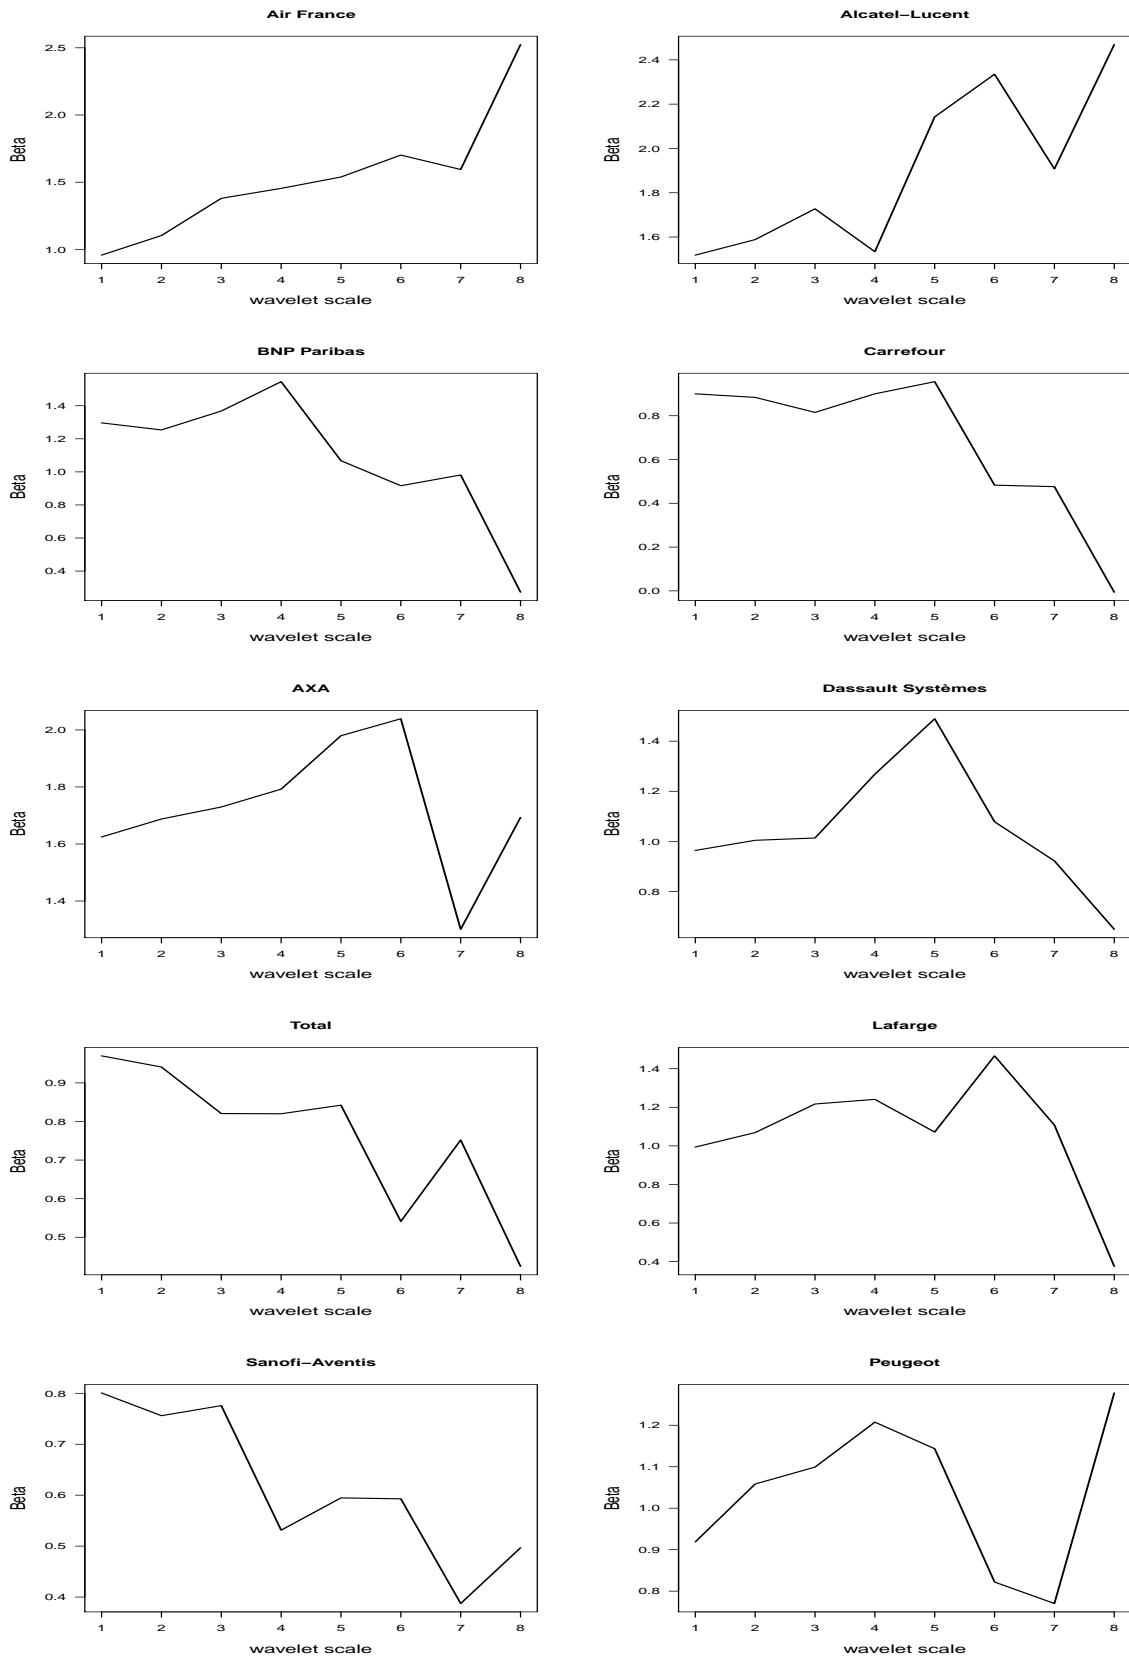 Air France
Beta
2.5
2.0
1.5
1.0
1 2 3 4 5 6 7 8
wavelet scale
Alcatel−Lucent
Beta
2.4
2.2
2.0
1.8
1.6
1 2 3 4 5 6 7 8
wavelet scale
BNP Paribas
Beta
1.4
1.2
1.0
0.8
0.6
0.4
1 2 3 4 5 6 7 8
wavelet scale
Carrefour
Beta
0.8
0.6
0.4
0.2
0.0
1 2 3 4 5 6 7 8
wavelet scale
AXA
Beta
2.0
1.8
1.6
1.4
1 2 3 4 5 6 7 8
wavelet scale
Dassault Systèmes
Beta
1.4
1.2
1.0
0.8
1 2 3 4 5 6 7 8
wavelet scale
Total
Beta
0.9
0.8
0.7
0.6
0.5
1 2 3 4 5 6 7 8
wavelet scale
Lafarge
Beta
1.4
1.2
1.0
0.8
0.6
0.4
1 2 3 4 5 6 7 8
wavelet scale
Sanofi−Aventis
Beta
0.8
0.7
0.6
0.5
0.4
1 2 3 4 5 6 7 8
wavelet scale
Peugeot
Beta
1.2
1.1
1.0
0.9
0.8
1 2 3 4 5 6 7 8
wavelet scale